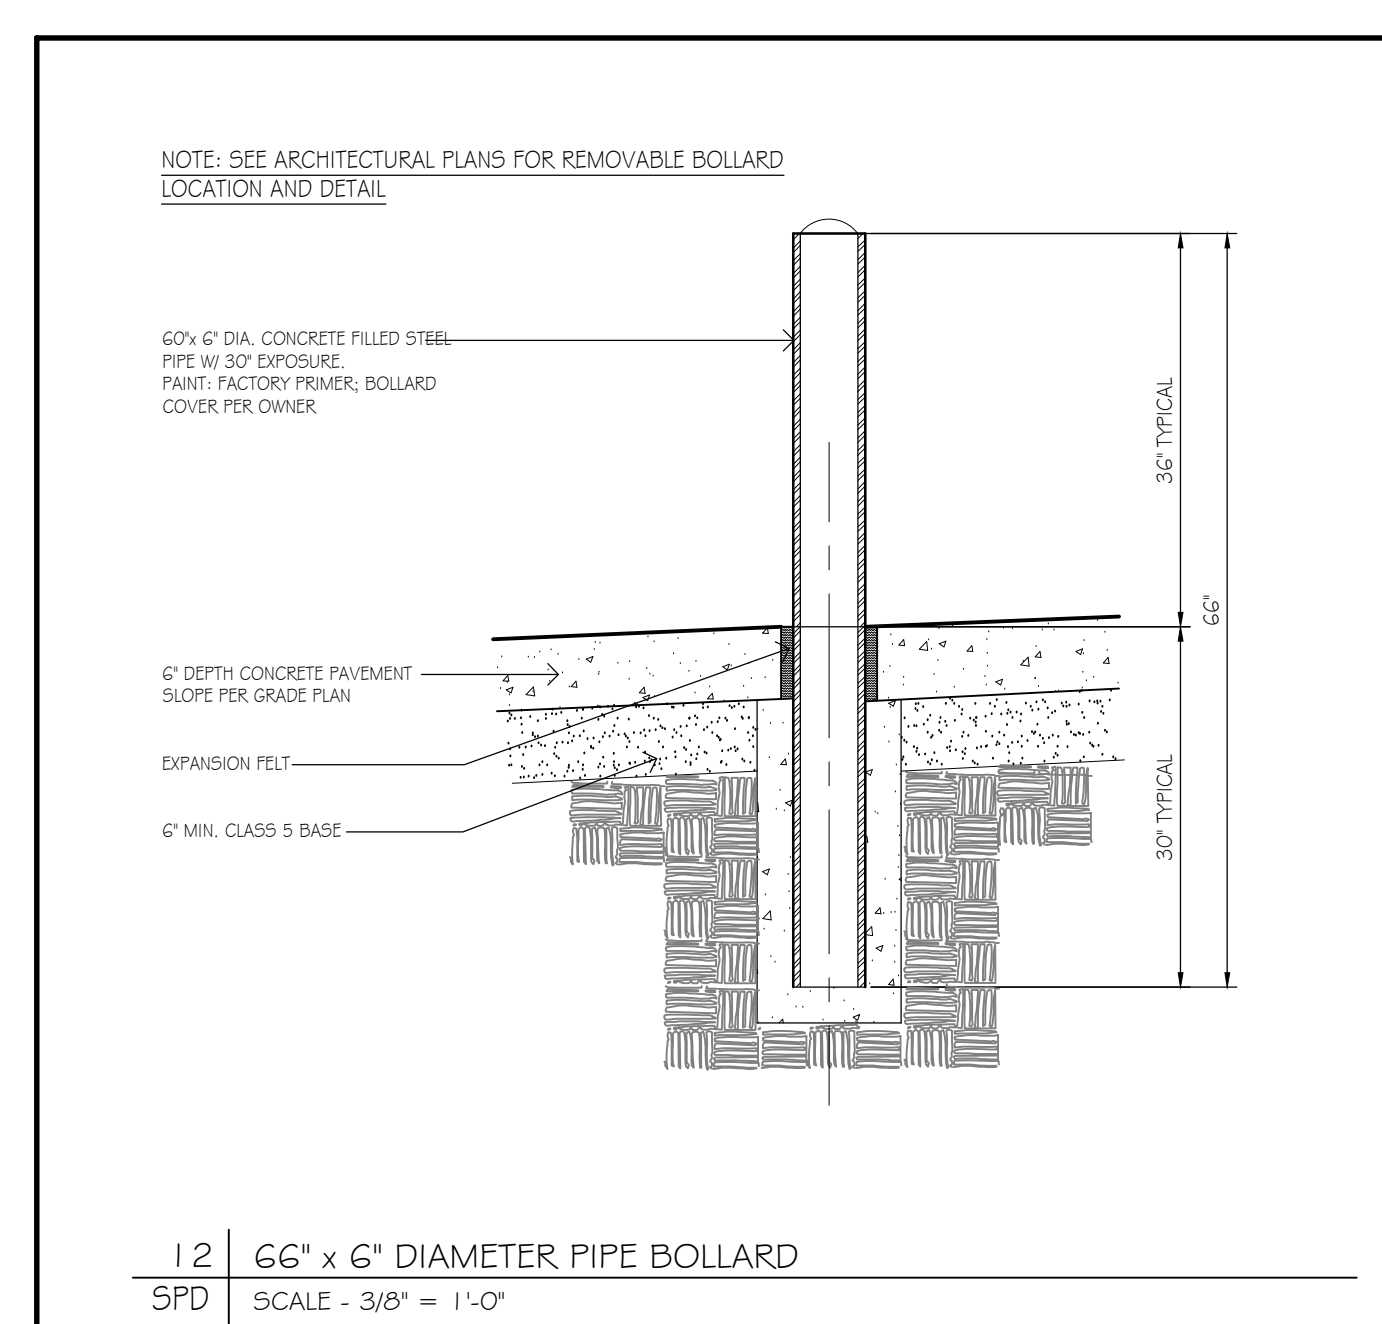 NOTE: SEE ARCHITECTURAL PLANS FOR REMOVABLE BOLLARD
LOCATION AND DETAIL
60"x 6" DIA. CONCRETE FILLED STEEL
PIPE W/ 30" EXPOSURE.
PAINT: FACTORY PRIMER; BOLLARD
COVER PER OWNER
36" TYPICAL
66"
6" DEPTH CONCRETE PAVEMENT
SLOPE PER GRADE PLAN
EXPANSION FELT
6" MIN. CLASS 5 BASE
30" TYPICAL
12
66" x 6" DIAMETER PIPE BOLLARD
SPD
SCALE - 3/8" = 1'-0"